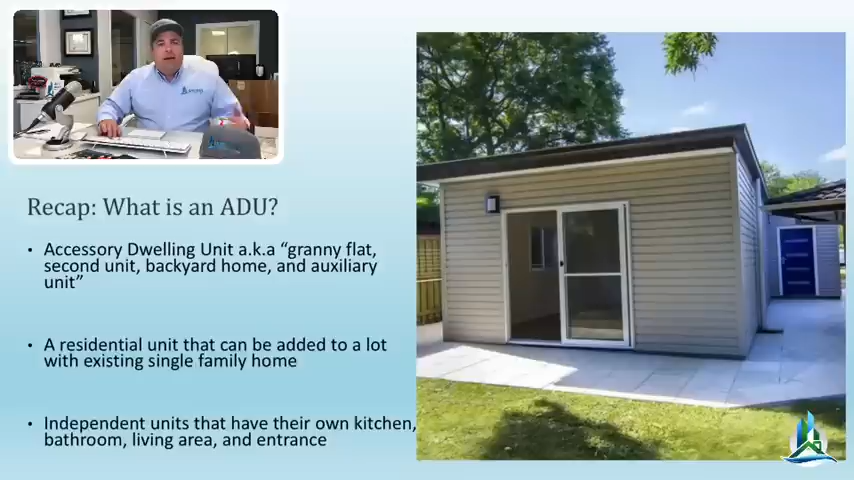 Recap: What is an ADU?
• Accessory Dwelling Unit a.k.a “granny flat,
second unit, backyard home, and auxiliary
unit”
• A residential unit that can be added to a lot
with existing single family home
• Independent units that have their own kitchen,
bathroom, living area, and entrance